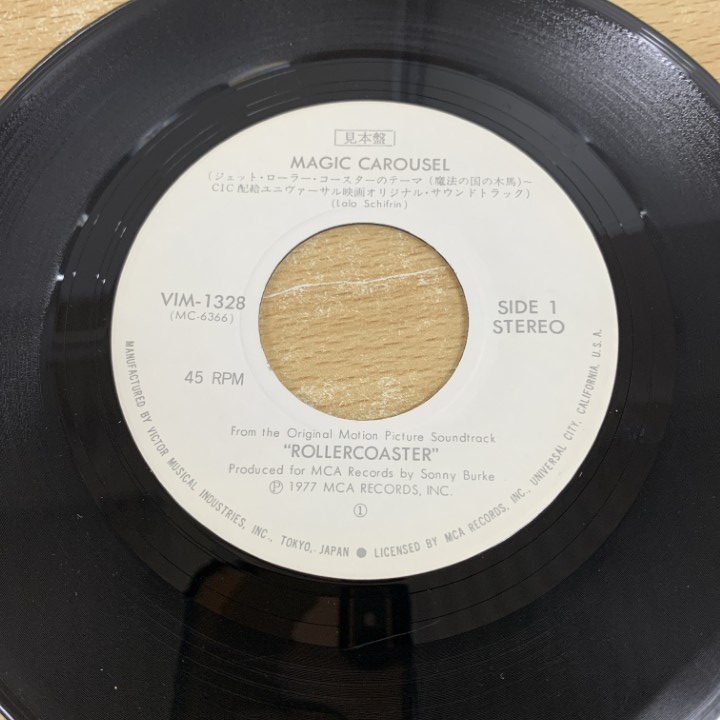 見本盤
MAGIC CAROUSEL
(ジェット・ローラー・コースターのテーマ(魔法の国の木馬)~
CIC配給ユニヴァーサル映画オリジナル・サウンドトラック)
(Lalo Schifrin)
VIM-1328
(MC-6366)
SIDE 1
STEREO
45 RPM
From the Original Motion Picture Soundtrack
"ROLLERCOASTER"
Produced for MCA Records by Sonny Burke
Ⓟ 1977 MCA RECORDS, INC.
①
MANUFACTURED BY VICTOR MUSICAL INDUSTRIES, INC., TOKYO, JAPAN ● LICENSED BY MCA RECORDS, INC., UNIVERSAL CITY, CALIFORNIA, U.S.A.